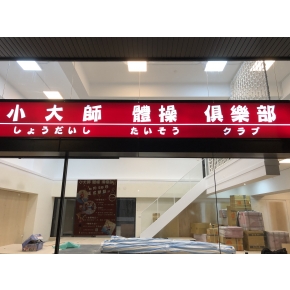 小大師 體操 俱樂部
しょうだいし たいそう クラブ